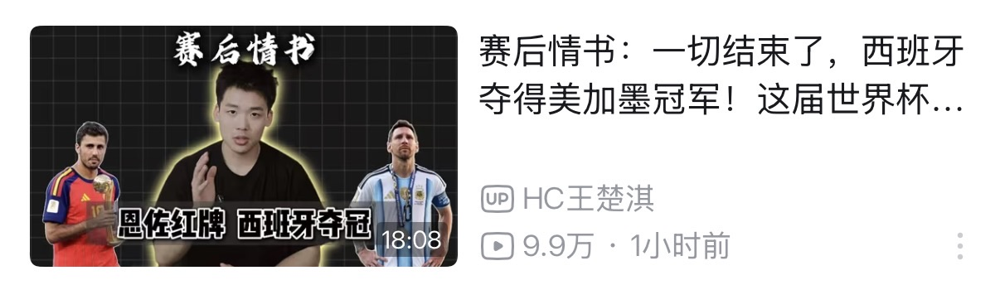 赛后情书
恩佐红牌 西班牙夺冠
18:08
赛后情书：一切结束了，西班牙
夺得美加墨冠军！这届世界杯...
UP HC王楚淇
9.9万 · 1小时前